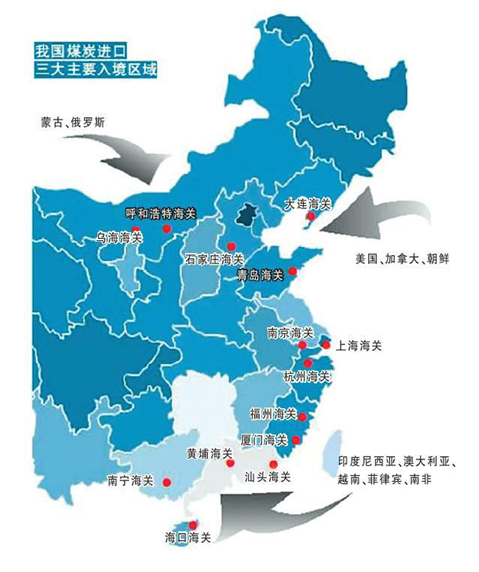 我国煤炭进口
三大主要入境区域
蒙古、俄罗斯
呼和浩特海关
大连海关
乌海海关
石家庄海关
美国、加拿大、朝鲜
青岛海关
南京海关
上海海关
杭州海关
福州海关
厦门海关
黄埔海关
印度尼西亚、澳大利亚、
越南、菲律宾、南非
南宁海关
汕头海关
海口海关